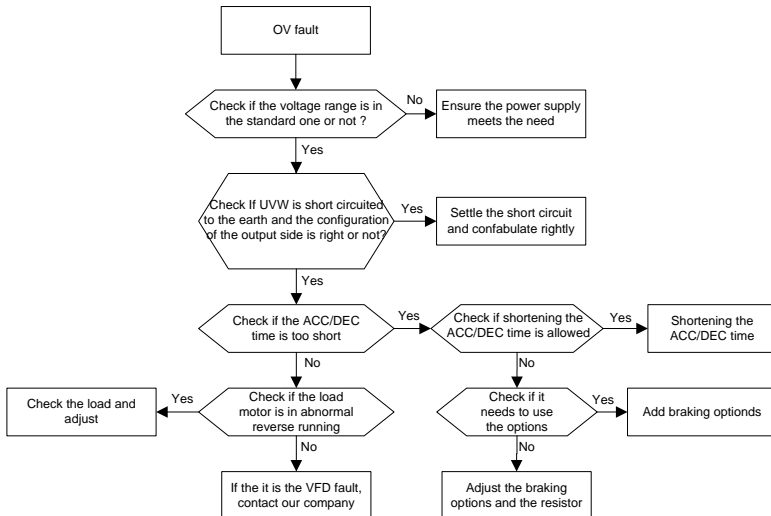 OV fault
Check if the voltage range is in
the standard one or not ?
No
Ensure the power supply
meets the need
Yes
Check If UVW is short circuited
to the earth and the configuration
of the output side is right or not?
Yes
Settle the short circuit
and confabulate rightly
Yes
Check if the ACC/DEC
time is too short
Yes
Check if shortening the
ACC/DEC time is allowed
Yes
Shortening the
ACC/DEC time
No
No
Check the load and
adjust
Yes
Check if the load
motor is in abnormal
reverse running
Check if it
needs to use
the options
Yes
Add braking optionds
No
No
If the it is the VFD fault,
contact our company
Adjust the braking
options and the resistor